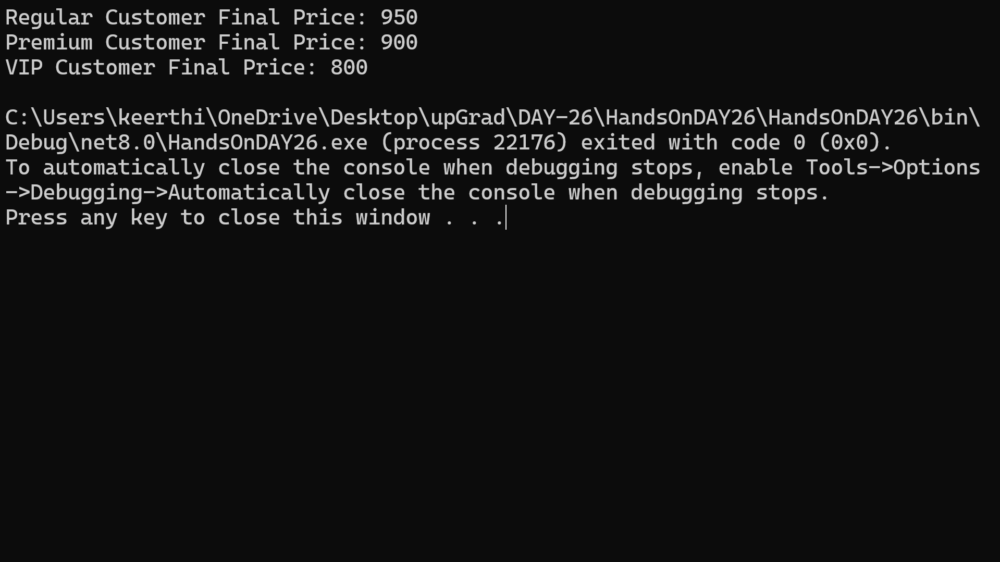 Regular Customer Final Price: 950
Premium Customer Final Price: 900
VIP Customer Final Price: 800
C:\Users\keerthi\OneDrive\Desktop\upGrad\DAY-26\HandsOnDAY26\HandsOnDAY26\bin\
Debug\net8.0\HandsOnDAY26.exe (process 22176) exited with code 0 (0x0).
To automatically close the console when debugging stops, enable Tools->Options
->Debugging->Automatically close the console when debugging stops.
Press any key to close this window . . .